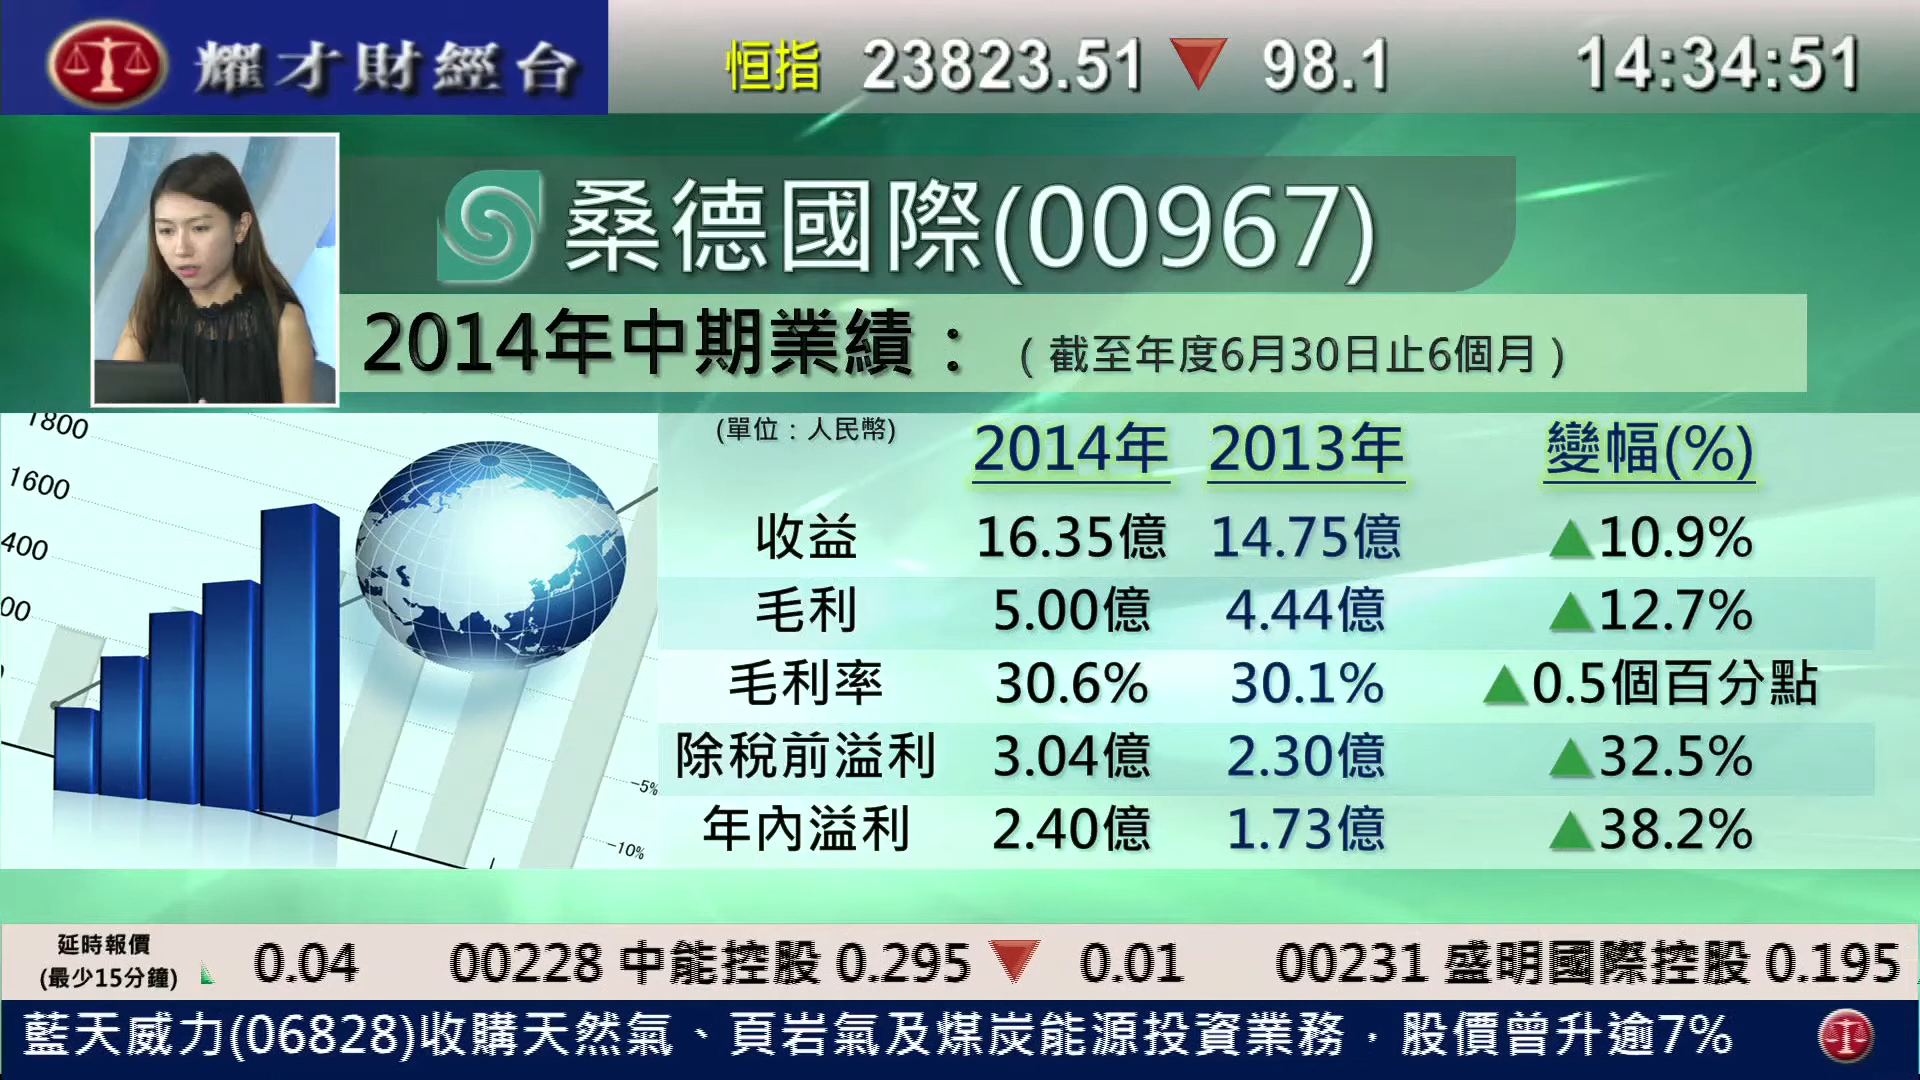 耀才財經台
恒指 23823.51 ▼ 98.1
14:34:51
桑德國際(00967)
2014年中期業績：（截至年度6月30日止6個月）
1800
1600
400
00
-5%
-10%
(單位：人民幣) 2014年 2013年 變幅(%)
收益 16.35億 14.75億 ▲10.9%
毛利 5.00億 4.44億 ▲12.7%
毛利率 30.6% 30.1% ▲0.5個百分點
除稅前溢利 3.04億 2.30億 ▲32.5%
年內溢利 2.40億 1.73億 ▲38.2%
延時報價
(最少15分鐘)
0.04 00228 中能控股 0.295 ▼ 0.01 00231 盛明國際控股 0.195
藍天威力(06828)收購天然氣、頁岩氣及煤炭能源投資業務，股價曾升逾7%